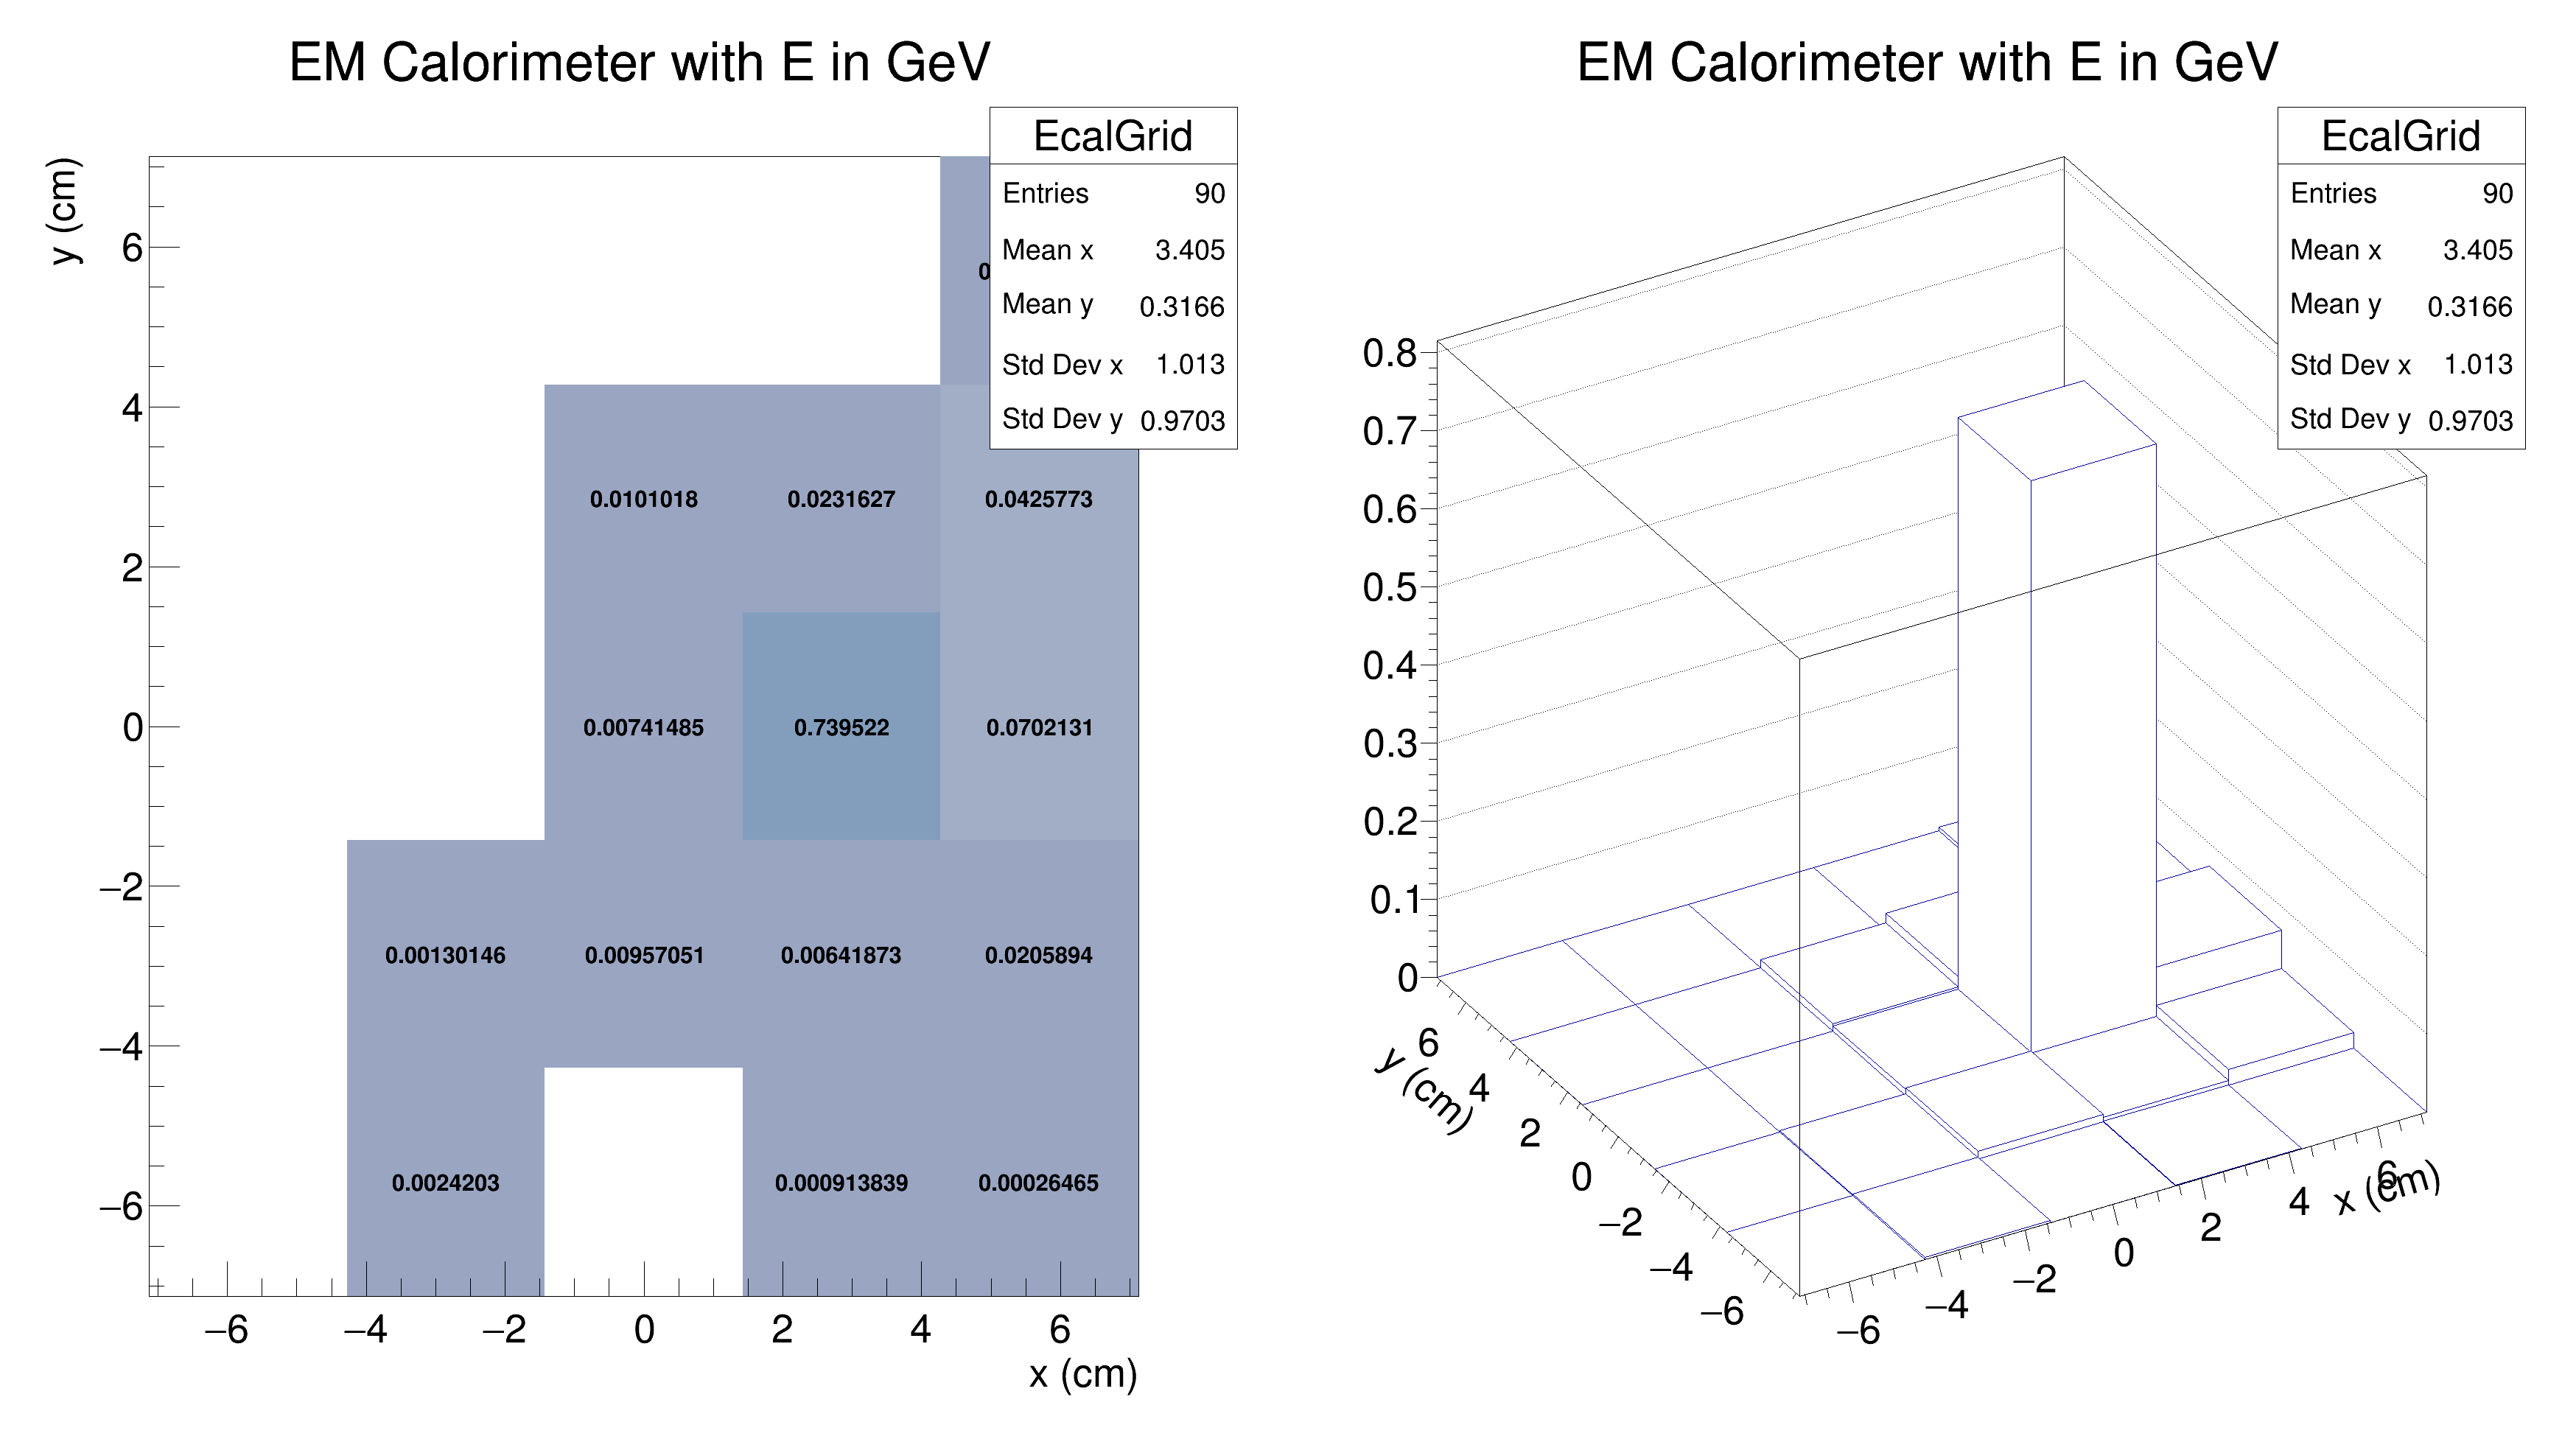 EM Calorimeter with E in GeV
EcalGrid
Entries 90
Mean x 3.405
Mean y 0.3166
Std Dev x 1.013
Std Dev y 0.9703
y (cm)
6
4
2
0
−2
−4
−6
0.0101018 0.0231627 0.0425773
0.00741485 0.739522 0.0702131
0.00130146 0.00957051 0.00641873 0.0205894
0.0024203 0.000913839 0.00026465
−6 −4 −2 0 2 4 6
x (cm)
EM Calorimeter with E in GeV
EcalGrid
Entries 90
Mean x 3.405
Mean y 0.3166
Std Dev x 1.013
Std Dev y 0.9703
0.8
0.7
0.6
0.5
0.4
0.3
0.2
0.1
0
y (cm)
6
4
2
0
−2
−4
−6
−6
−4
−2
0
2
4
6
x (cm)